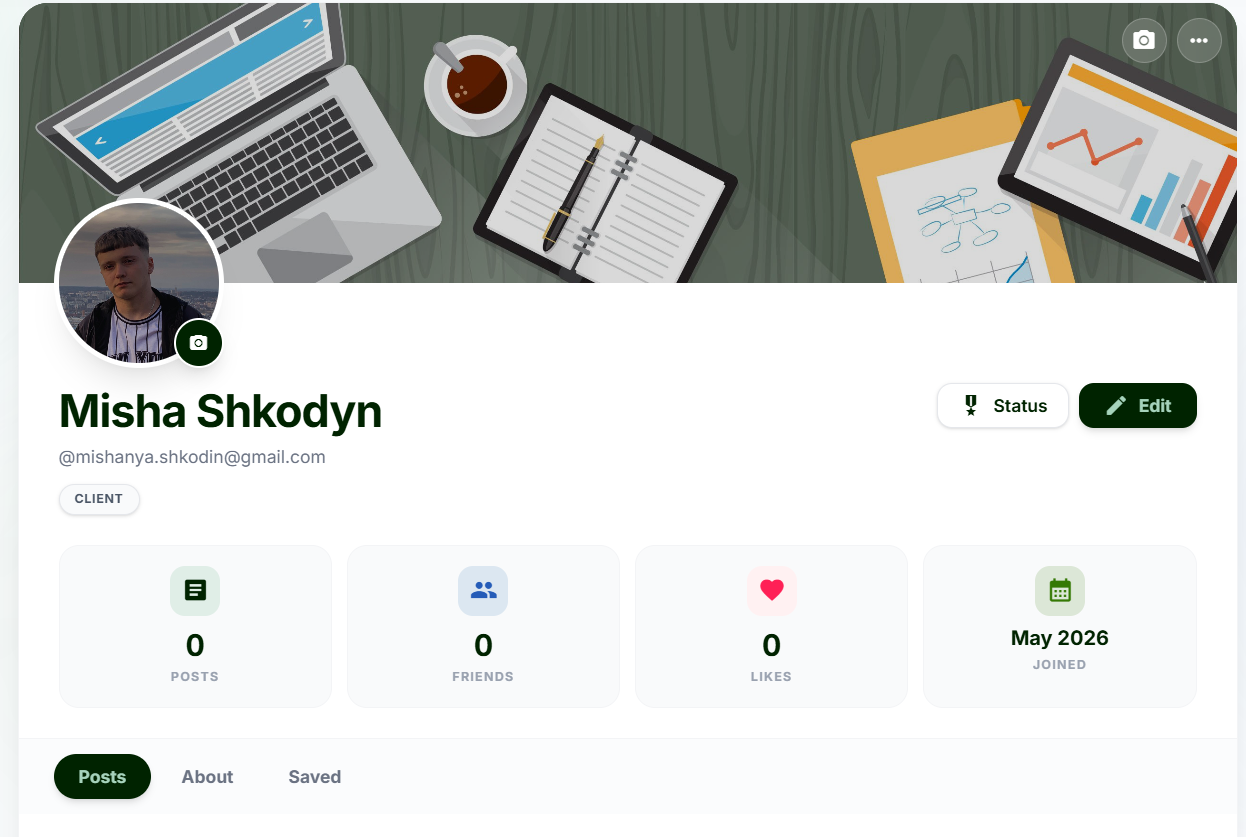 Misha Shkodyn
Status
Edit
@mishanya.shkodin@gmail.com
CLIENT
0
POSTS
0
FRIENDS
0
LIKES
May 2026
JOINED
Posts
About
Saved